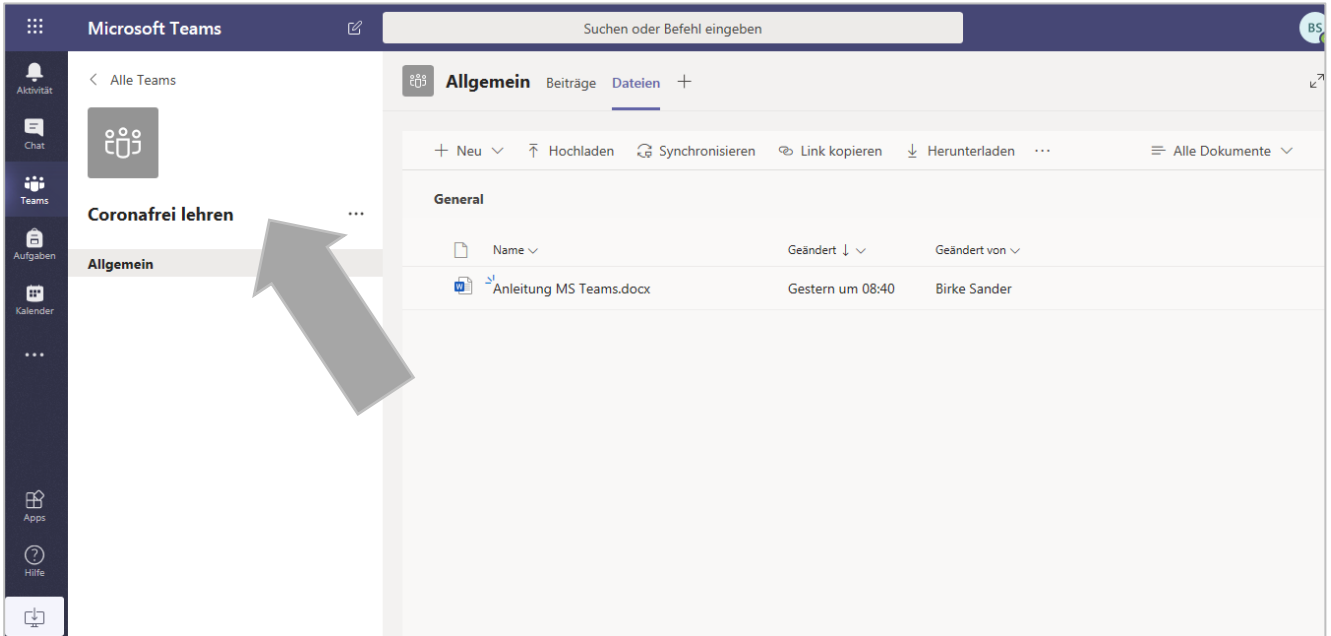 Microsoft Teams
Suchen oder Befehl eingeben
BS
Aktivität
Chat
Teams
Aufgaben
Kalender
Apps
Hilfe
Alle Teams
Coronafrei lehren
Allgemein
Allgemein Beiträge Dateien
Neu Hochladen Synchronisieren Link kopieren Herunterladen Alle Dokumente
General
Name Geändert Geändert von
Anleitung MS Teams.docx Gestern um 08:40 Birke Sander